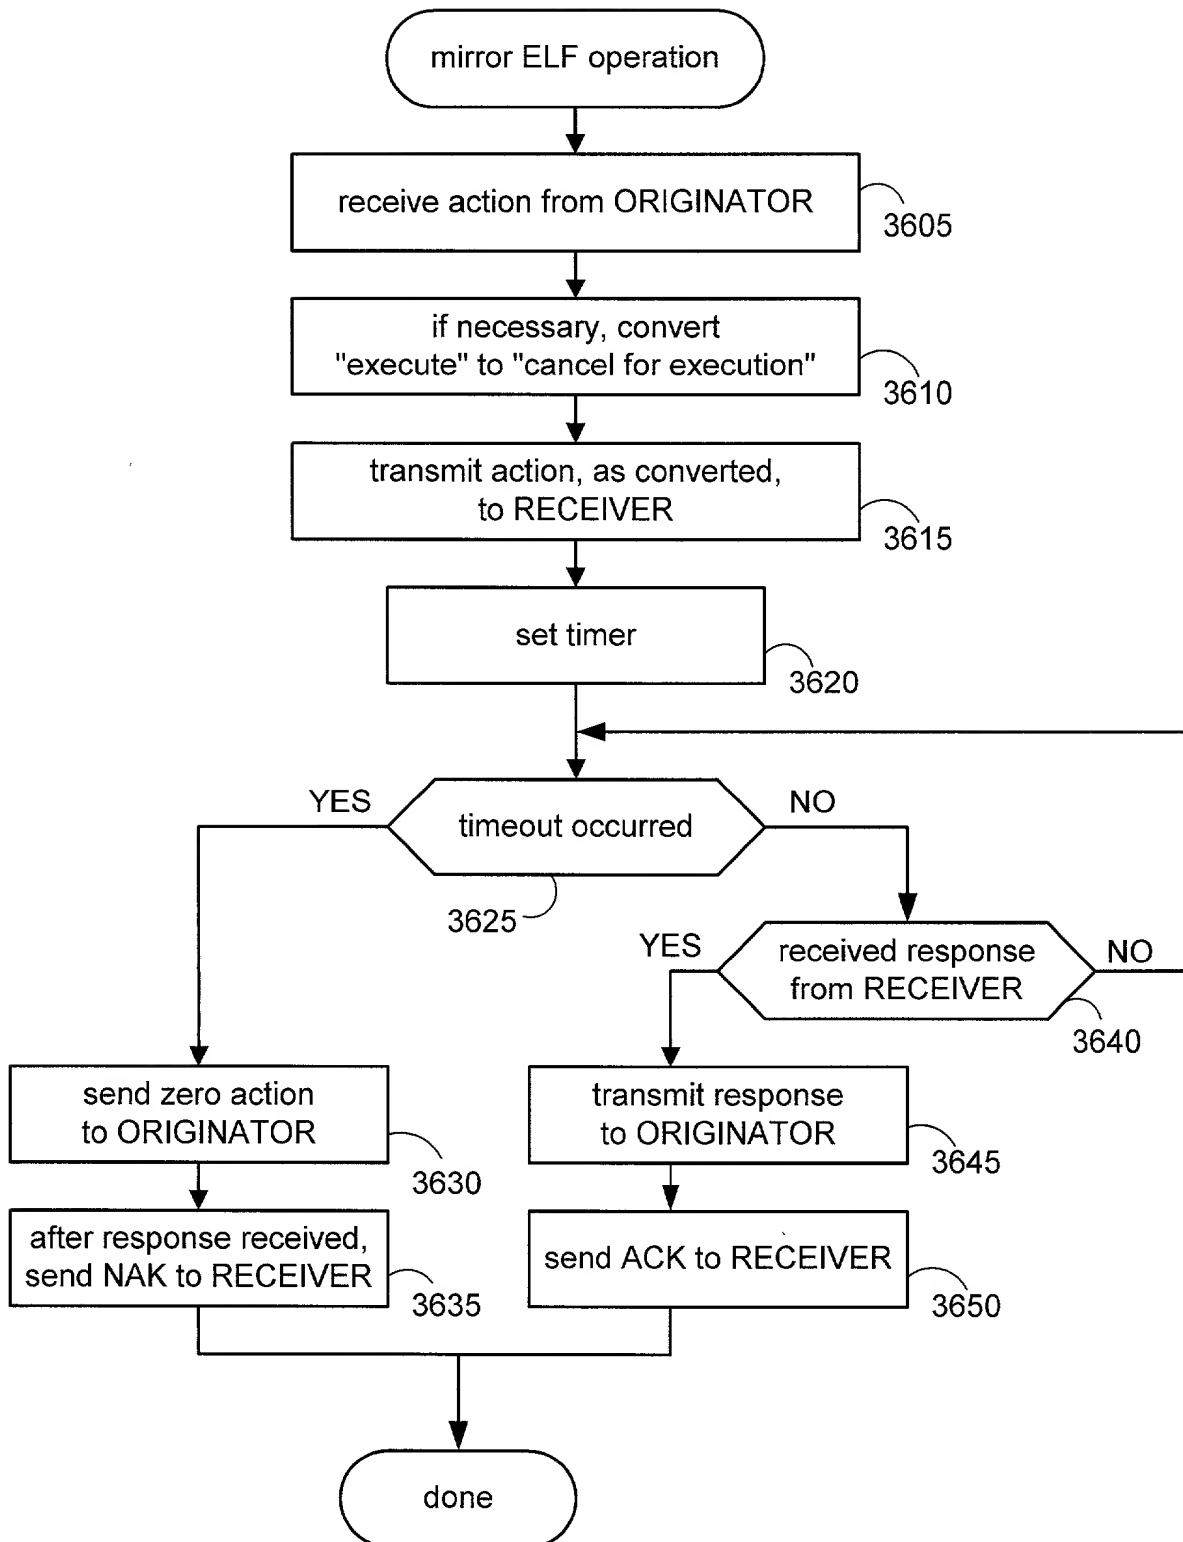 mirror ELF operation
receive action from ORIGINATOR
3605
if necessary, convert
"execute" to "cancel for execution"
3610
transmit action, as converted,
to RECEIVER
3615
set timer
3620
YES
timeout occurred
NO
3625
YES
received response
from RECEIVER
NO
3640
send zero action
to ORIGINATOR
3630
transmit response
to ORIGINATOR
3645
after response received,
send NAK to RECEIVER
3635
send ACK to RECEIVER
3650
done